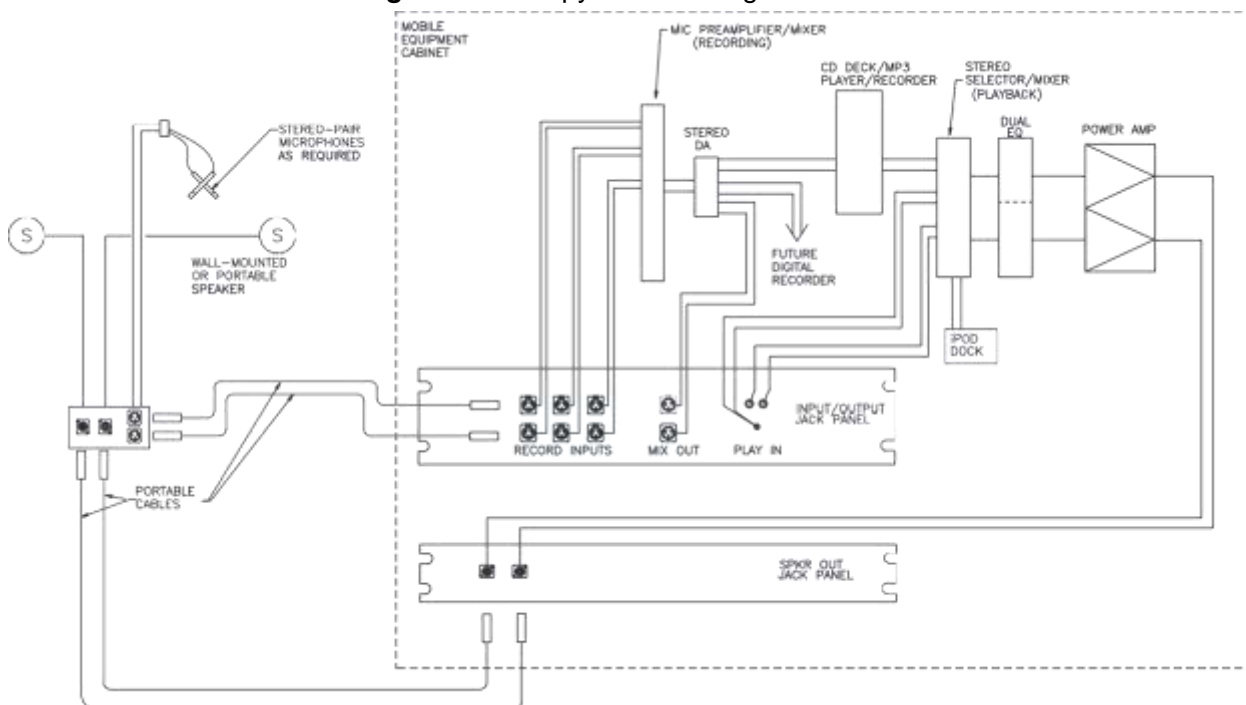 MOBILE
EQUIPMENT
CABINET
MIC PREAMPLIFIER/MIXER
(RECORDING)
CD DECK/MP3
PLAYER/RECORDER
STEREO
SELECTOR/MIXER
(PLAYBACK)
DUAL
EQ
POWER AMP
STEREO
DA
STEREO-PAIR
MICROPHONES
AS REQUIRED
S
S
WALL-MOUNTED
OR PORTABLE
SPEAKER
FUTURE
DIGITAL
RECORDER
iPOD
DOCK
INPUT/OUTPUT
JACK PANEL
RECORD INPUTS
MIX OUT
PLAY IN
PORTABLE
CABLES
SPKR OUT
JACK PANEL